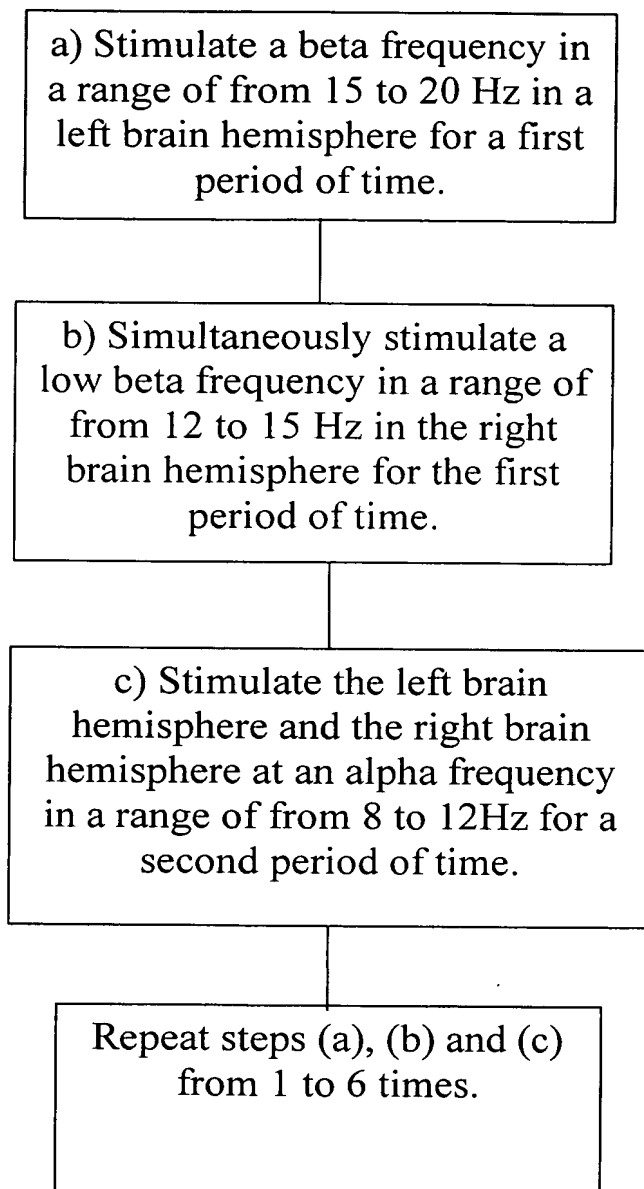 a) Stimulate a beta frequency in
a range of from 15 to 20 Hz in a
left brain hemisphere for a first
period of time.
b) Simultaneously stimulate a
low beta frequency in a range of
from 12 to 15 Hz in the right
brain hemisphere for the first
period of time.
c) Stimulate the left brain
hemisphere and the right brain
hemisphere at an alpha frequency
in a range of from 8 to 12Hz for a
second period of time.
Repeat steps (a), (b) and (c)
from 1 to 6 times.